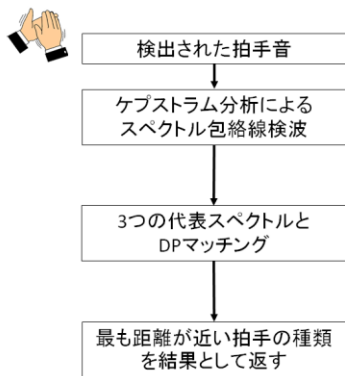 検出された拍手音
ケプストラム分析による
スペクトル包絡線検波
3つの代表スペクトルと
DPマッチング
最も距離が近い拍手の種類
を結果として返す